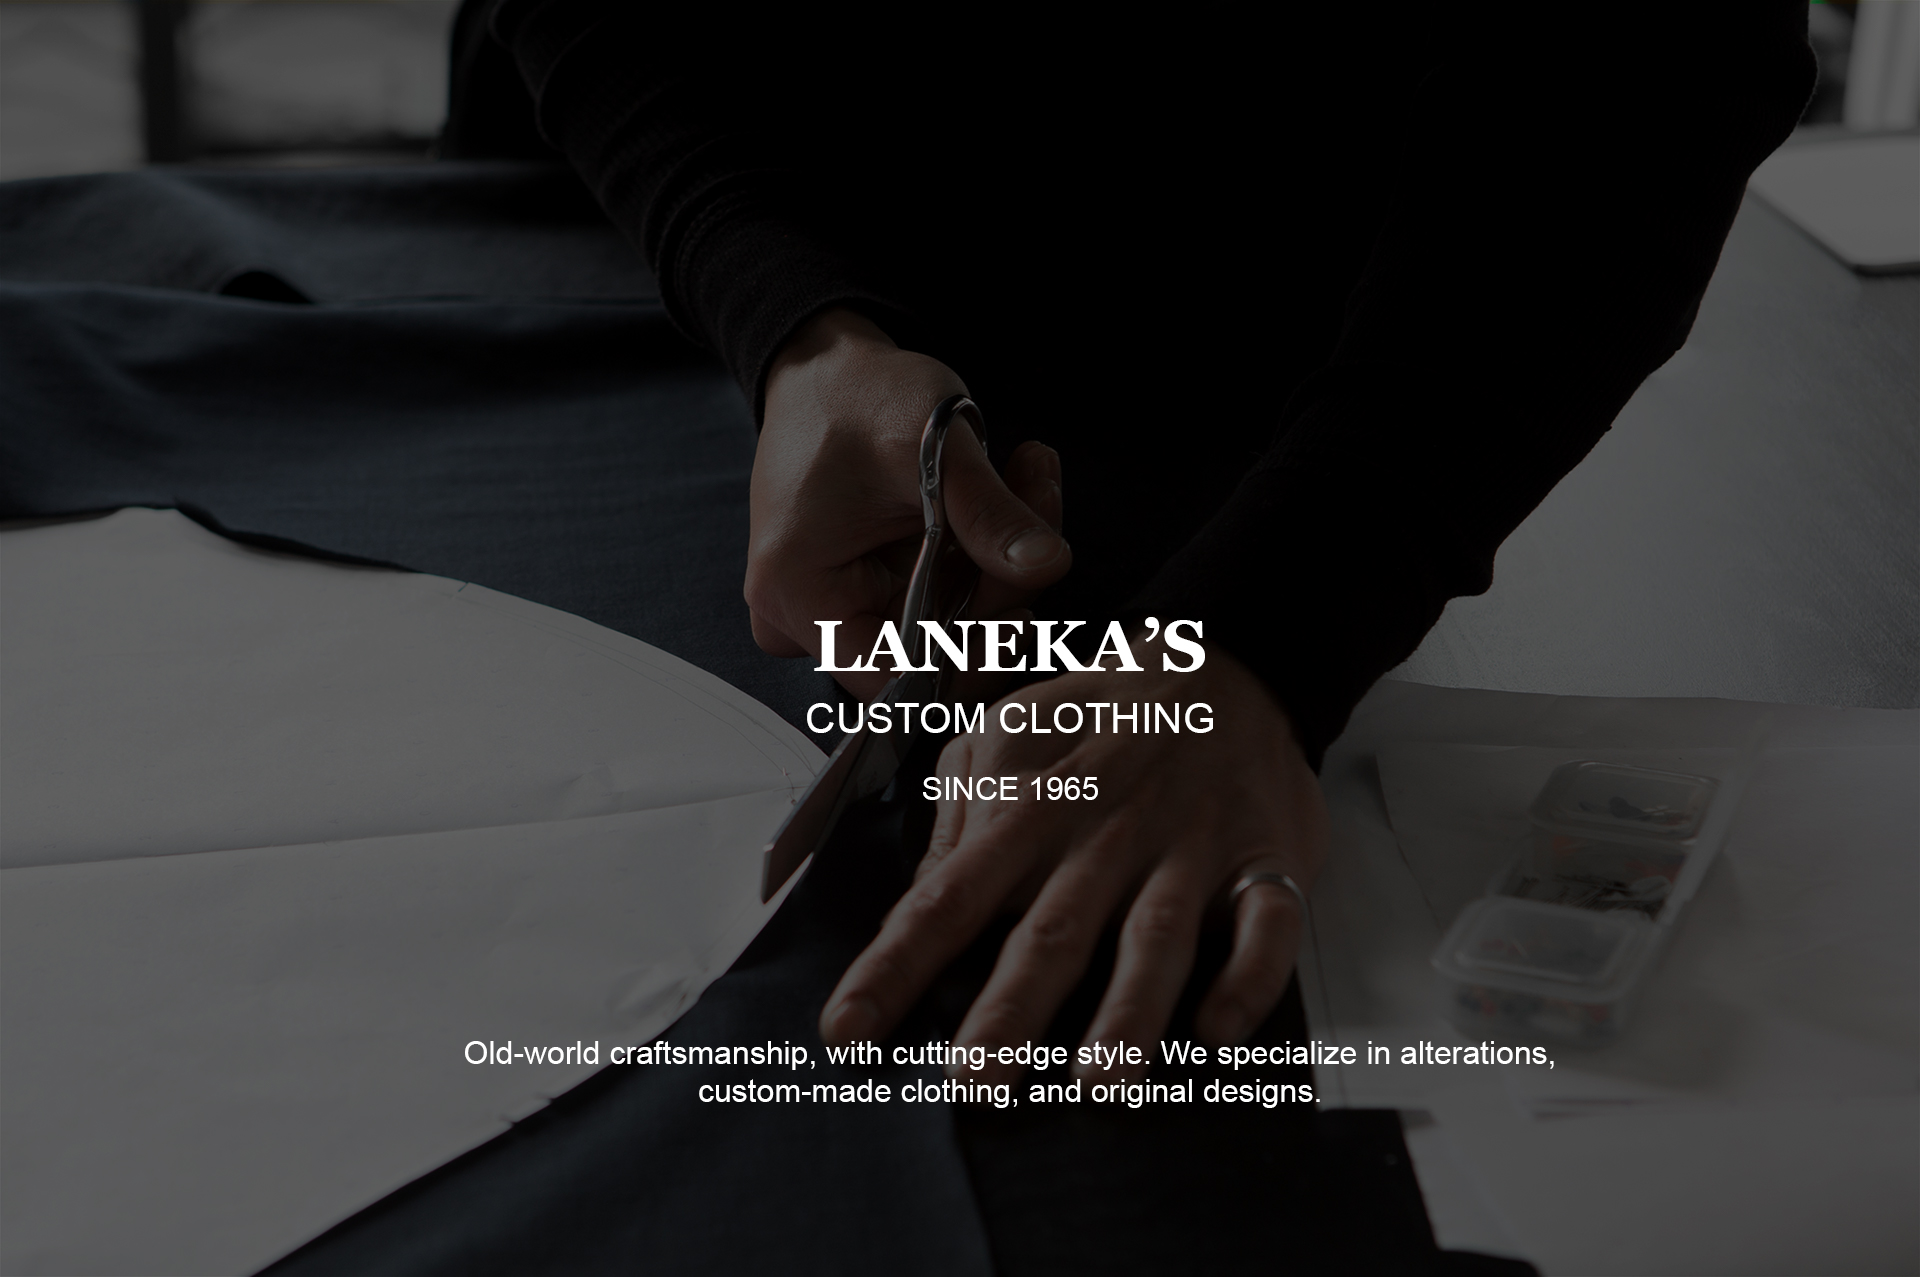 LANEKA’S
CUSTOM CLOTHING
SINCE 1965
Old-world craftsmanship, with cutting-edge style. We specialize in alterations,
custom-made clothing, and original designs.